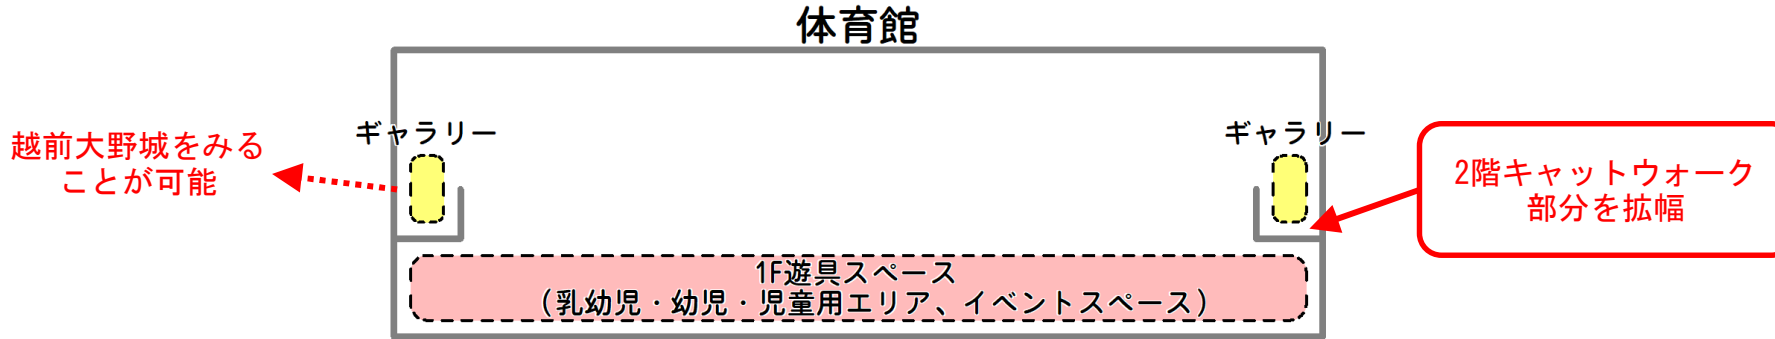 体育館
ギャラリー
ギャラリー
越前大野城をみる
ことが可能
2階キャットウォーク
部分を拡幅
1F遊具スペース
（乳幼児・幼児・児童用エリア、イベントスペース）